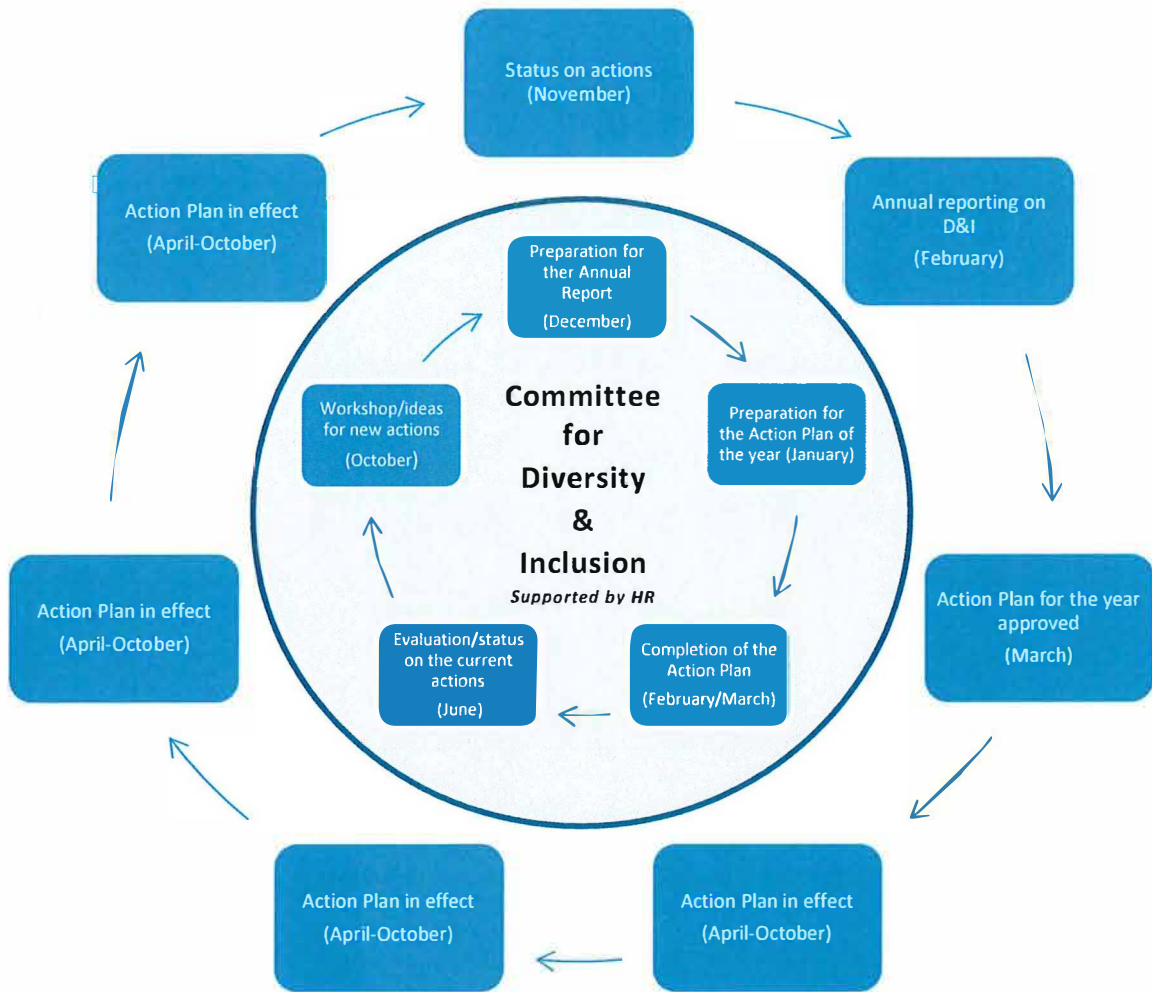 Status on actions
(November)
Annual reporting on
D&I
(February)
Action Plan for the year
approved
(March)
Action Plan in effect
(April-October)
Action Plan in effect
(April-October)
Action Plan in effect
(April-October)
Action Plan in effect
(April-October)
Preparation for
ther Annual
Report
(December)
Preparation for
the Action Plan of
the year (January)
Completion of the
Action Plan
(February/March)
Evaluation/status
on the current
actions
(June)
Workshop/ideas
for new actions
(October)
Committee
for
Diversity
&
Inclusion
Supported by HR